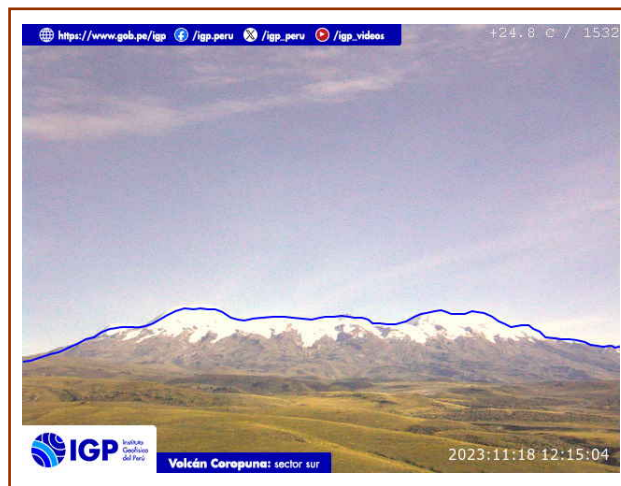 https://www.gob.pe/igp /igp.peru /igp_peru /igp_videos
+24.8 C / 1532
IGP Instituto
Geofísico
del Perú
Volcán Coropuna: sector sur
2023:11:18 12:15:04